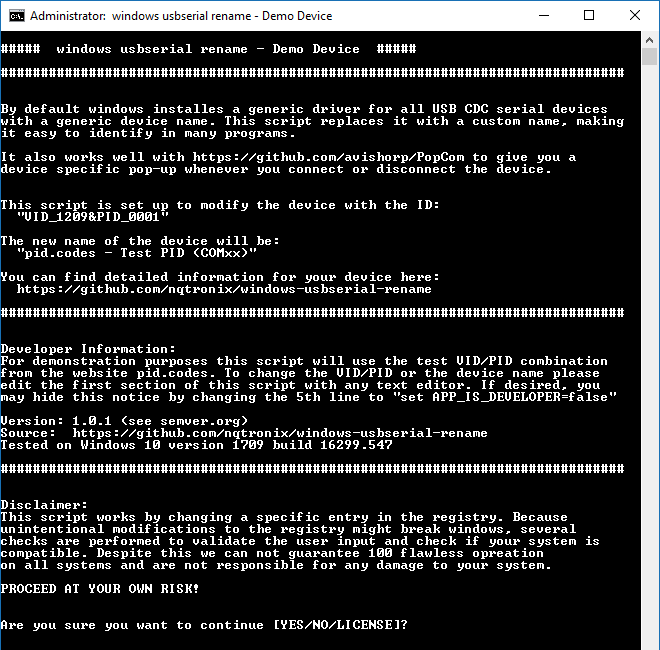 Administrator:  windows usbserial rename - Demo Device
#####  windows usbserial rename - Demo Device  #####
##############################################################################
By default windows installes a generic driver for all USB CDC serial devices
with a generic device name. This script replaces it with a custom name, making
it easy to identify in many programs.
It also works well with https://github.com/avishorp/PopCom to give you a
device specific pop-up whenever you connect or disconnect the device.
This script is set up to modify the device with the ID:
"VID_1209&PID_0001"
The new name of the device will be:
"pid.codes - Test PID (COMxx)"
You can find detailed information for your device here:
https://github.com/nqtronix/windows-usbserial-rename
##############################################################################
Developer Information:
For demonstration purposes this script will use the test VID/PID combination
from the website pid.codes. To change the VID/PID or the device name please
edit the first section of this script with any text editor. If desired, you
may hide this notice by changing the 5th line to "set APP_IS_DEVELOPER=false"
Version: 1.0.1 (see semver.org)
Source:  https://github.com/nqtronix/windows-usbserial-rename
Tested on Windows 10 version 1709 build 16299.547
##############################################################################
Disclaimer:
This script works by changing a specific entry in the registry. Because
unintentional modifications to the registry might break windows, several
checks are performed to validate the user input and check if your system is
compatible. Despite this we can not guarantee 100 flawless opreation
on all systems and are not responsible for any damage to your system.
PROCEED AT YOUR OWN RISK!
Are you sure you want to continue [YES/NO/LICENSE]?